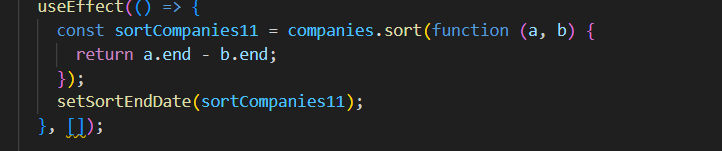 useEffect(() => {
const sortCompanies11 = companies.sort(function (a, b) {
return a.end - b.end;
});
setSortEndDate(sortCompanies11);
}, []);